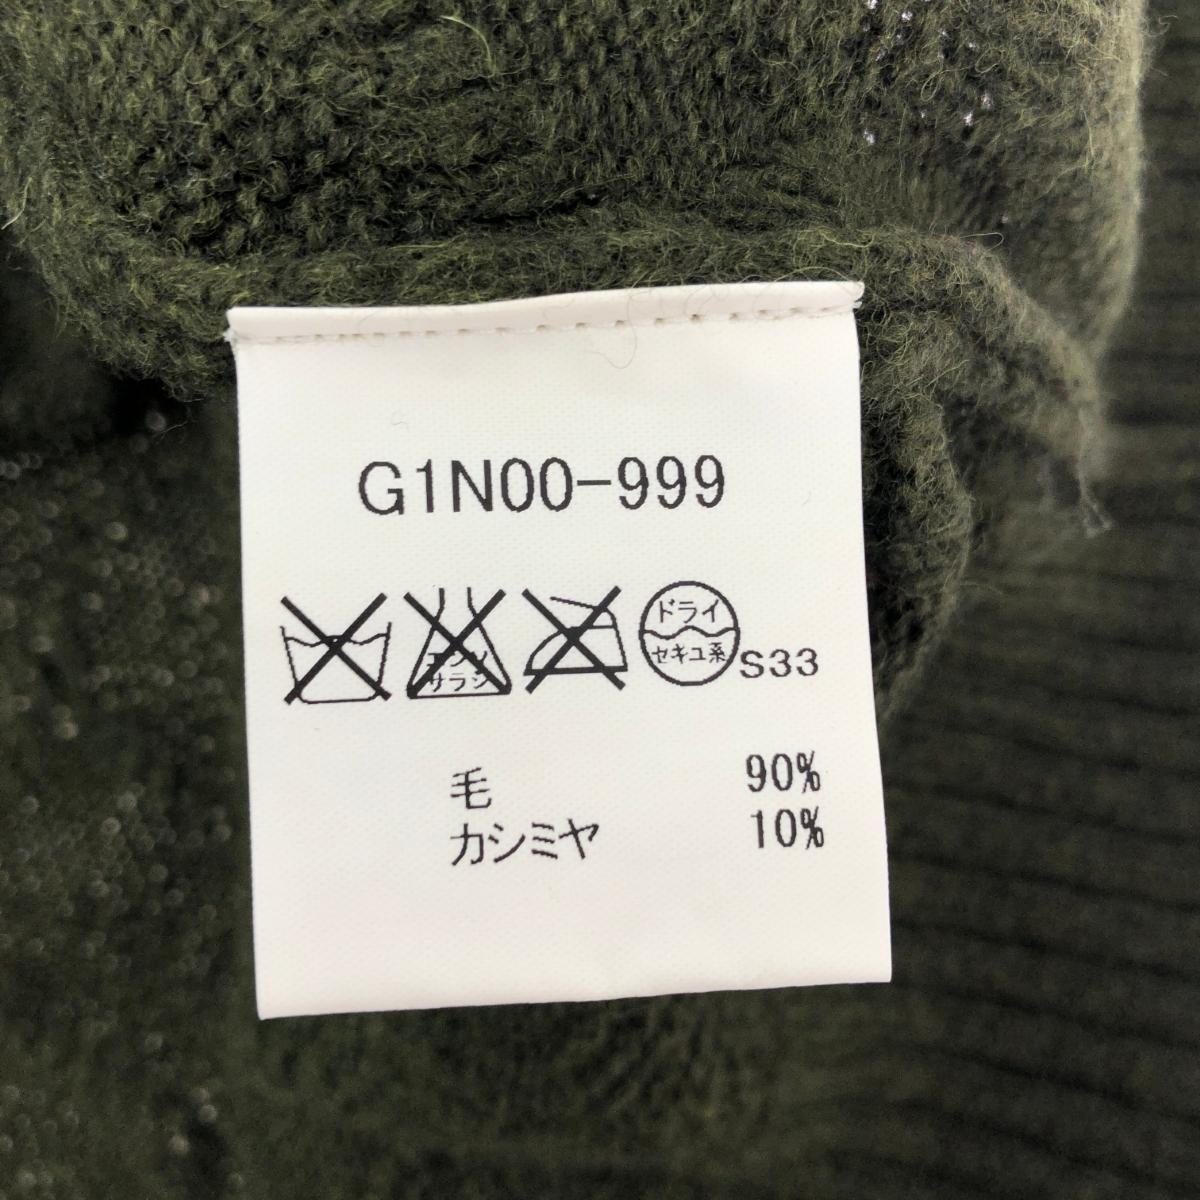 G1N00-999
エンソ
サラシ
ドライ
セキユ系
S33
毛 90%
カシミヤ 10%